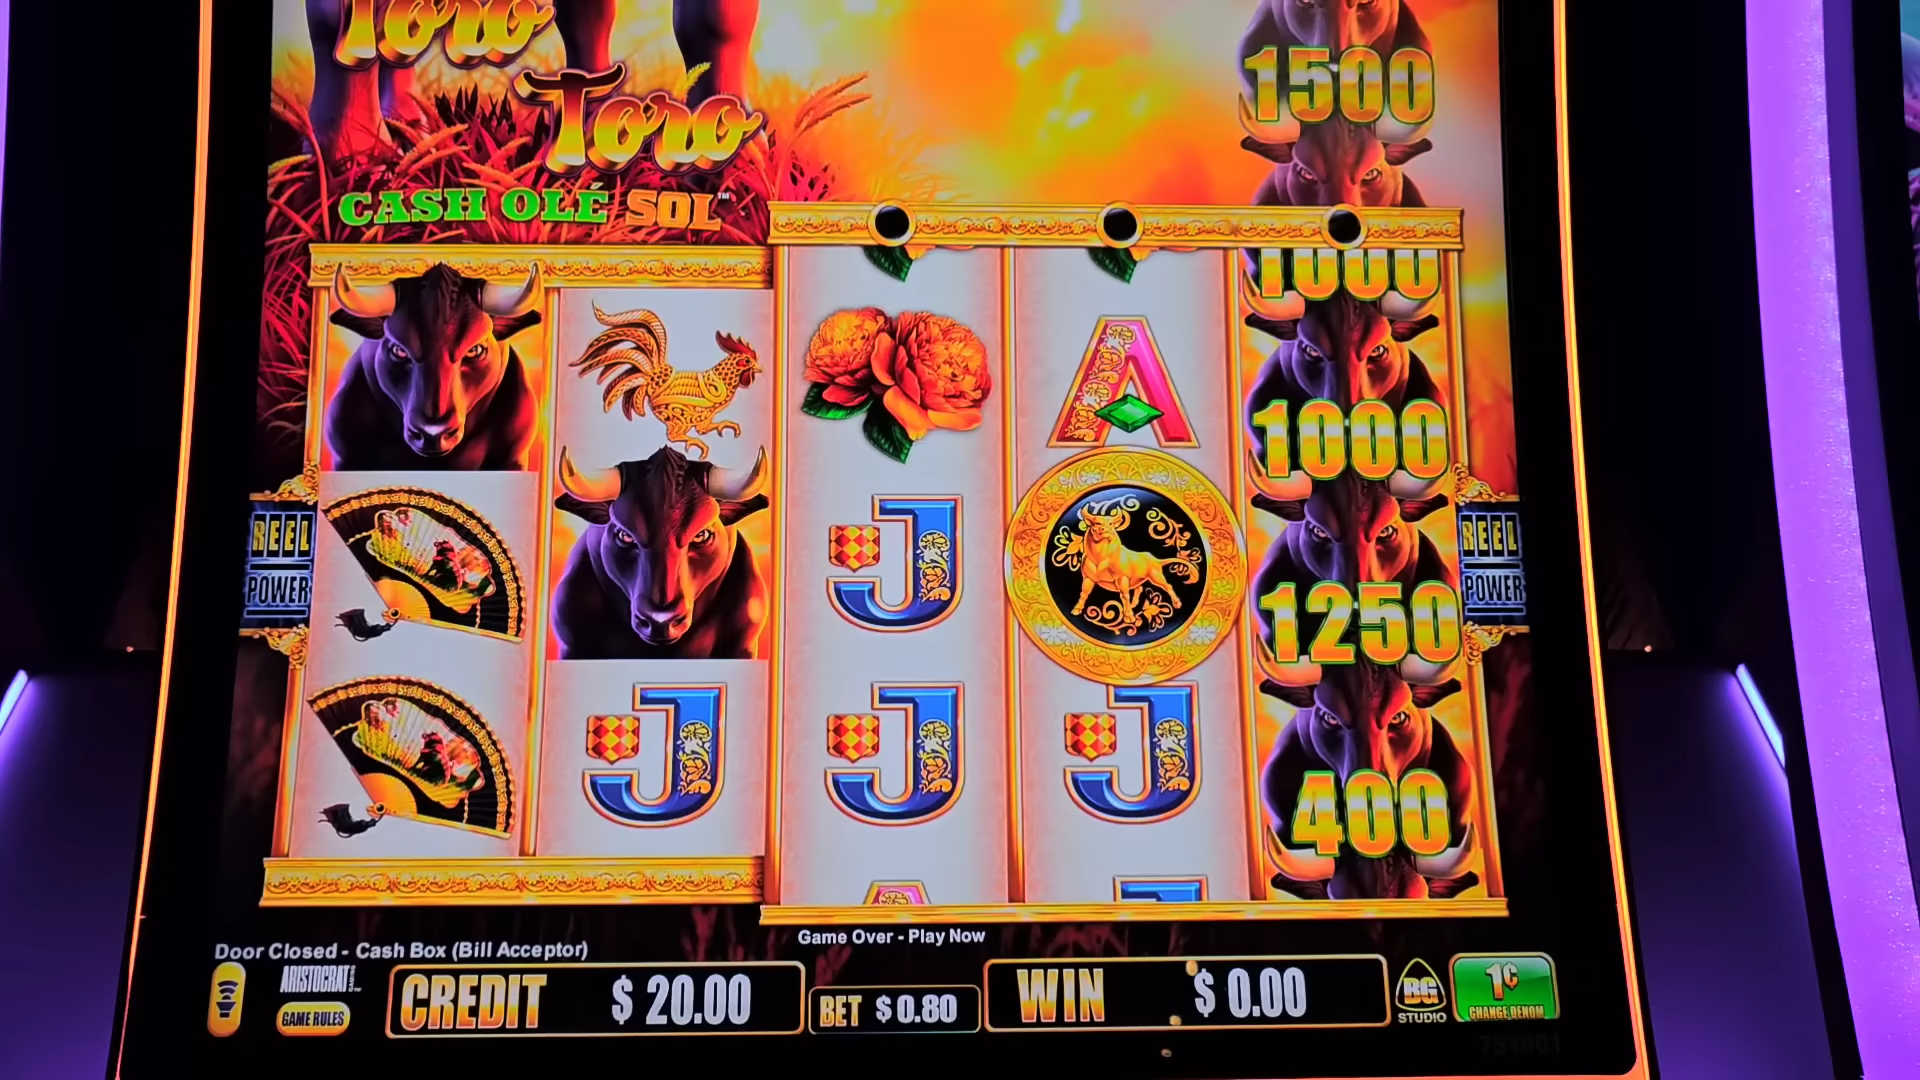 Toro
Toro
CASH OLÉ SOL™
1500
1000
A
1000
REEL
POWER
J
1250
REEL
POWER
J
J
J
400
Door Closed - Cash Box (Bill Acceptor)
Game Over - Play Now
ARISTOCRAT
GAME RULES
CREDIT $ 20.00
BET $ 0.80
WIN $ 0.00
BG
STUDIO
1¢
CHANGE DENOM